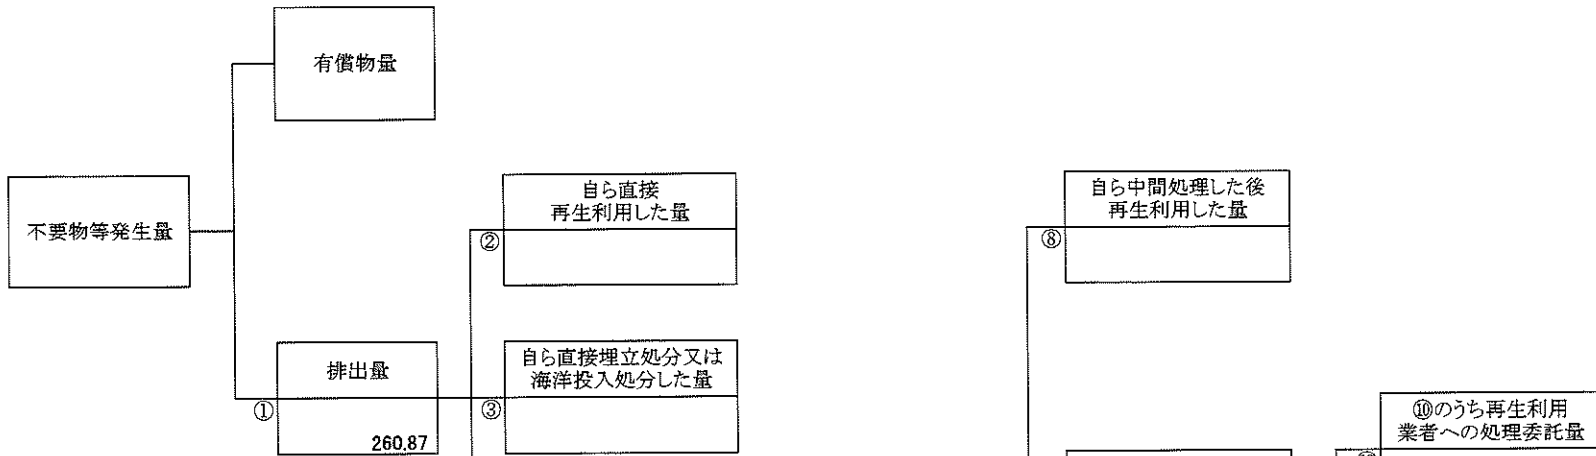 有償物量
不要物等発生量
自ら直接
再生利用した量
②
自ら中間処理した後
再生利用した量
⑧
排出量
①
260.87
自ら直接埋立処分又は
海洋投入処分した量
③
⑩のうち再生利用
業者への処理委託量